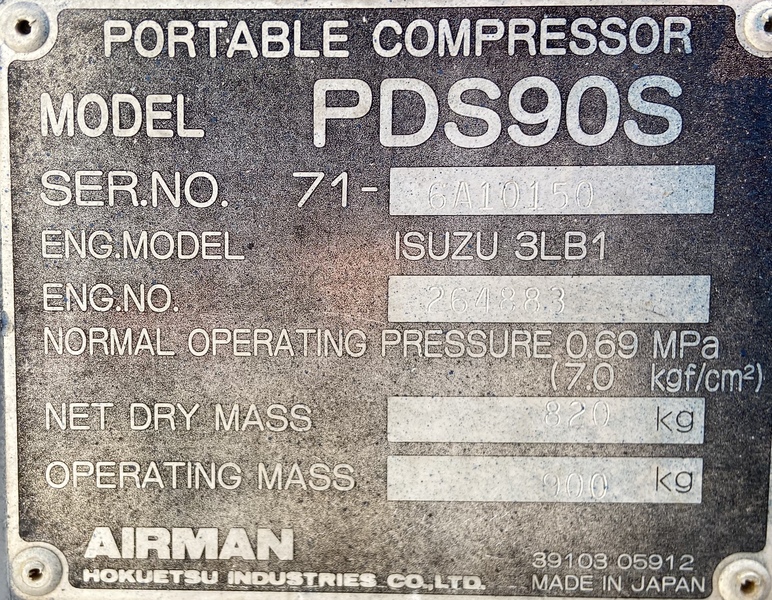 PORTABLE COMPRESSOR
MODEL PDS90S
SER.NO. 71- 6A10150
ENG.MODEL ISUZU 3LB1
ENG.NO. 264883
NORMAL OPERATING PRESSURE 0.69 MPa
(7.0 kgf/cm²)
NET DRY MASS 820 kg
OPERATING MASS 900 kg
AIRMAN
HOKUETSU INDUSTRIES CO.,LTD.
39103 05912
MADE IN JAPAN